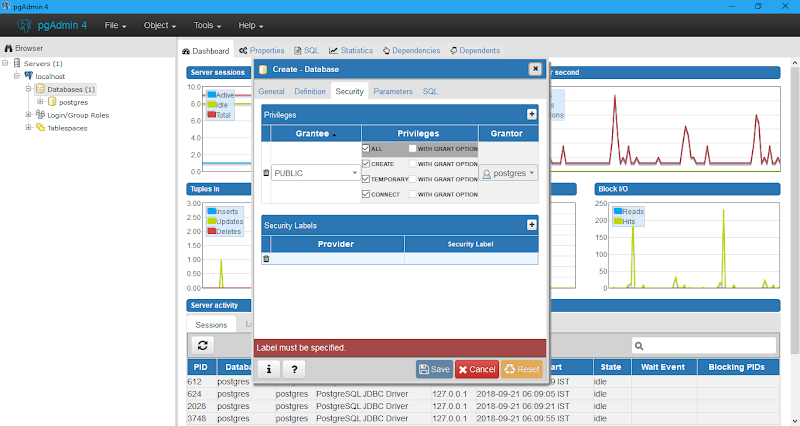 pgAdmin 4
pgAdmin 4 File Object Tools Help
Browser
Servers (1)
localhost
Databases (1)
postgres
Login/Group Roles
Tablespaces
Dashboard Properties SQL Statistics Dependencies Dependents
Server sessions
10.0
8.0
6.0
4.0
2.0
0.0
Active
Idle
Total
er second
Tuples in
3.00
2.50
2.00
1.50
1.00
0.50
0.00
Inserts
Updates
Deletes
Block I/O
250
200
150
100
50
0
Reads
Hits
Create - Database
General Definition Security Parameters SQL
Privileges
Grantee Privileges Grantor
ALL WITH GRANT OPTION
CREATE WITH GRANT OPTION
PUBLIC TEMPORARY WITH GRANT OPTION postgres
CONNECT WITH GRANT OPTION
Security Labels
Provider Security Label
Label must be specified.
i ? Save Cancel Reset
Server activity
Sessions
PID Databa art State Wait Event Blocking PIDs
612 postgres 9 IST idle
624 postgres postgres PostgreSQL JDBC Driver 127.0.0.1 2018-09-21 06:09:05 IST idle
2028 postgres postgres PostgreSQL JDBC Driver 127.0.0.1 2018-09-21 06:09:21 IST idle
3748 postgres postgres PostgreSQL JDBC Driver 127.0.0.1 2018-09-21 06:09:55 IST idle